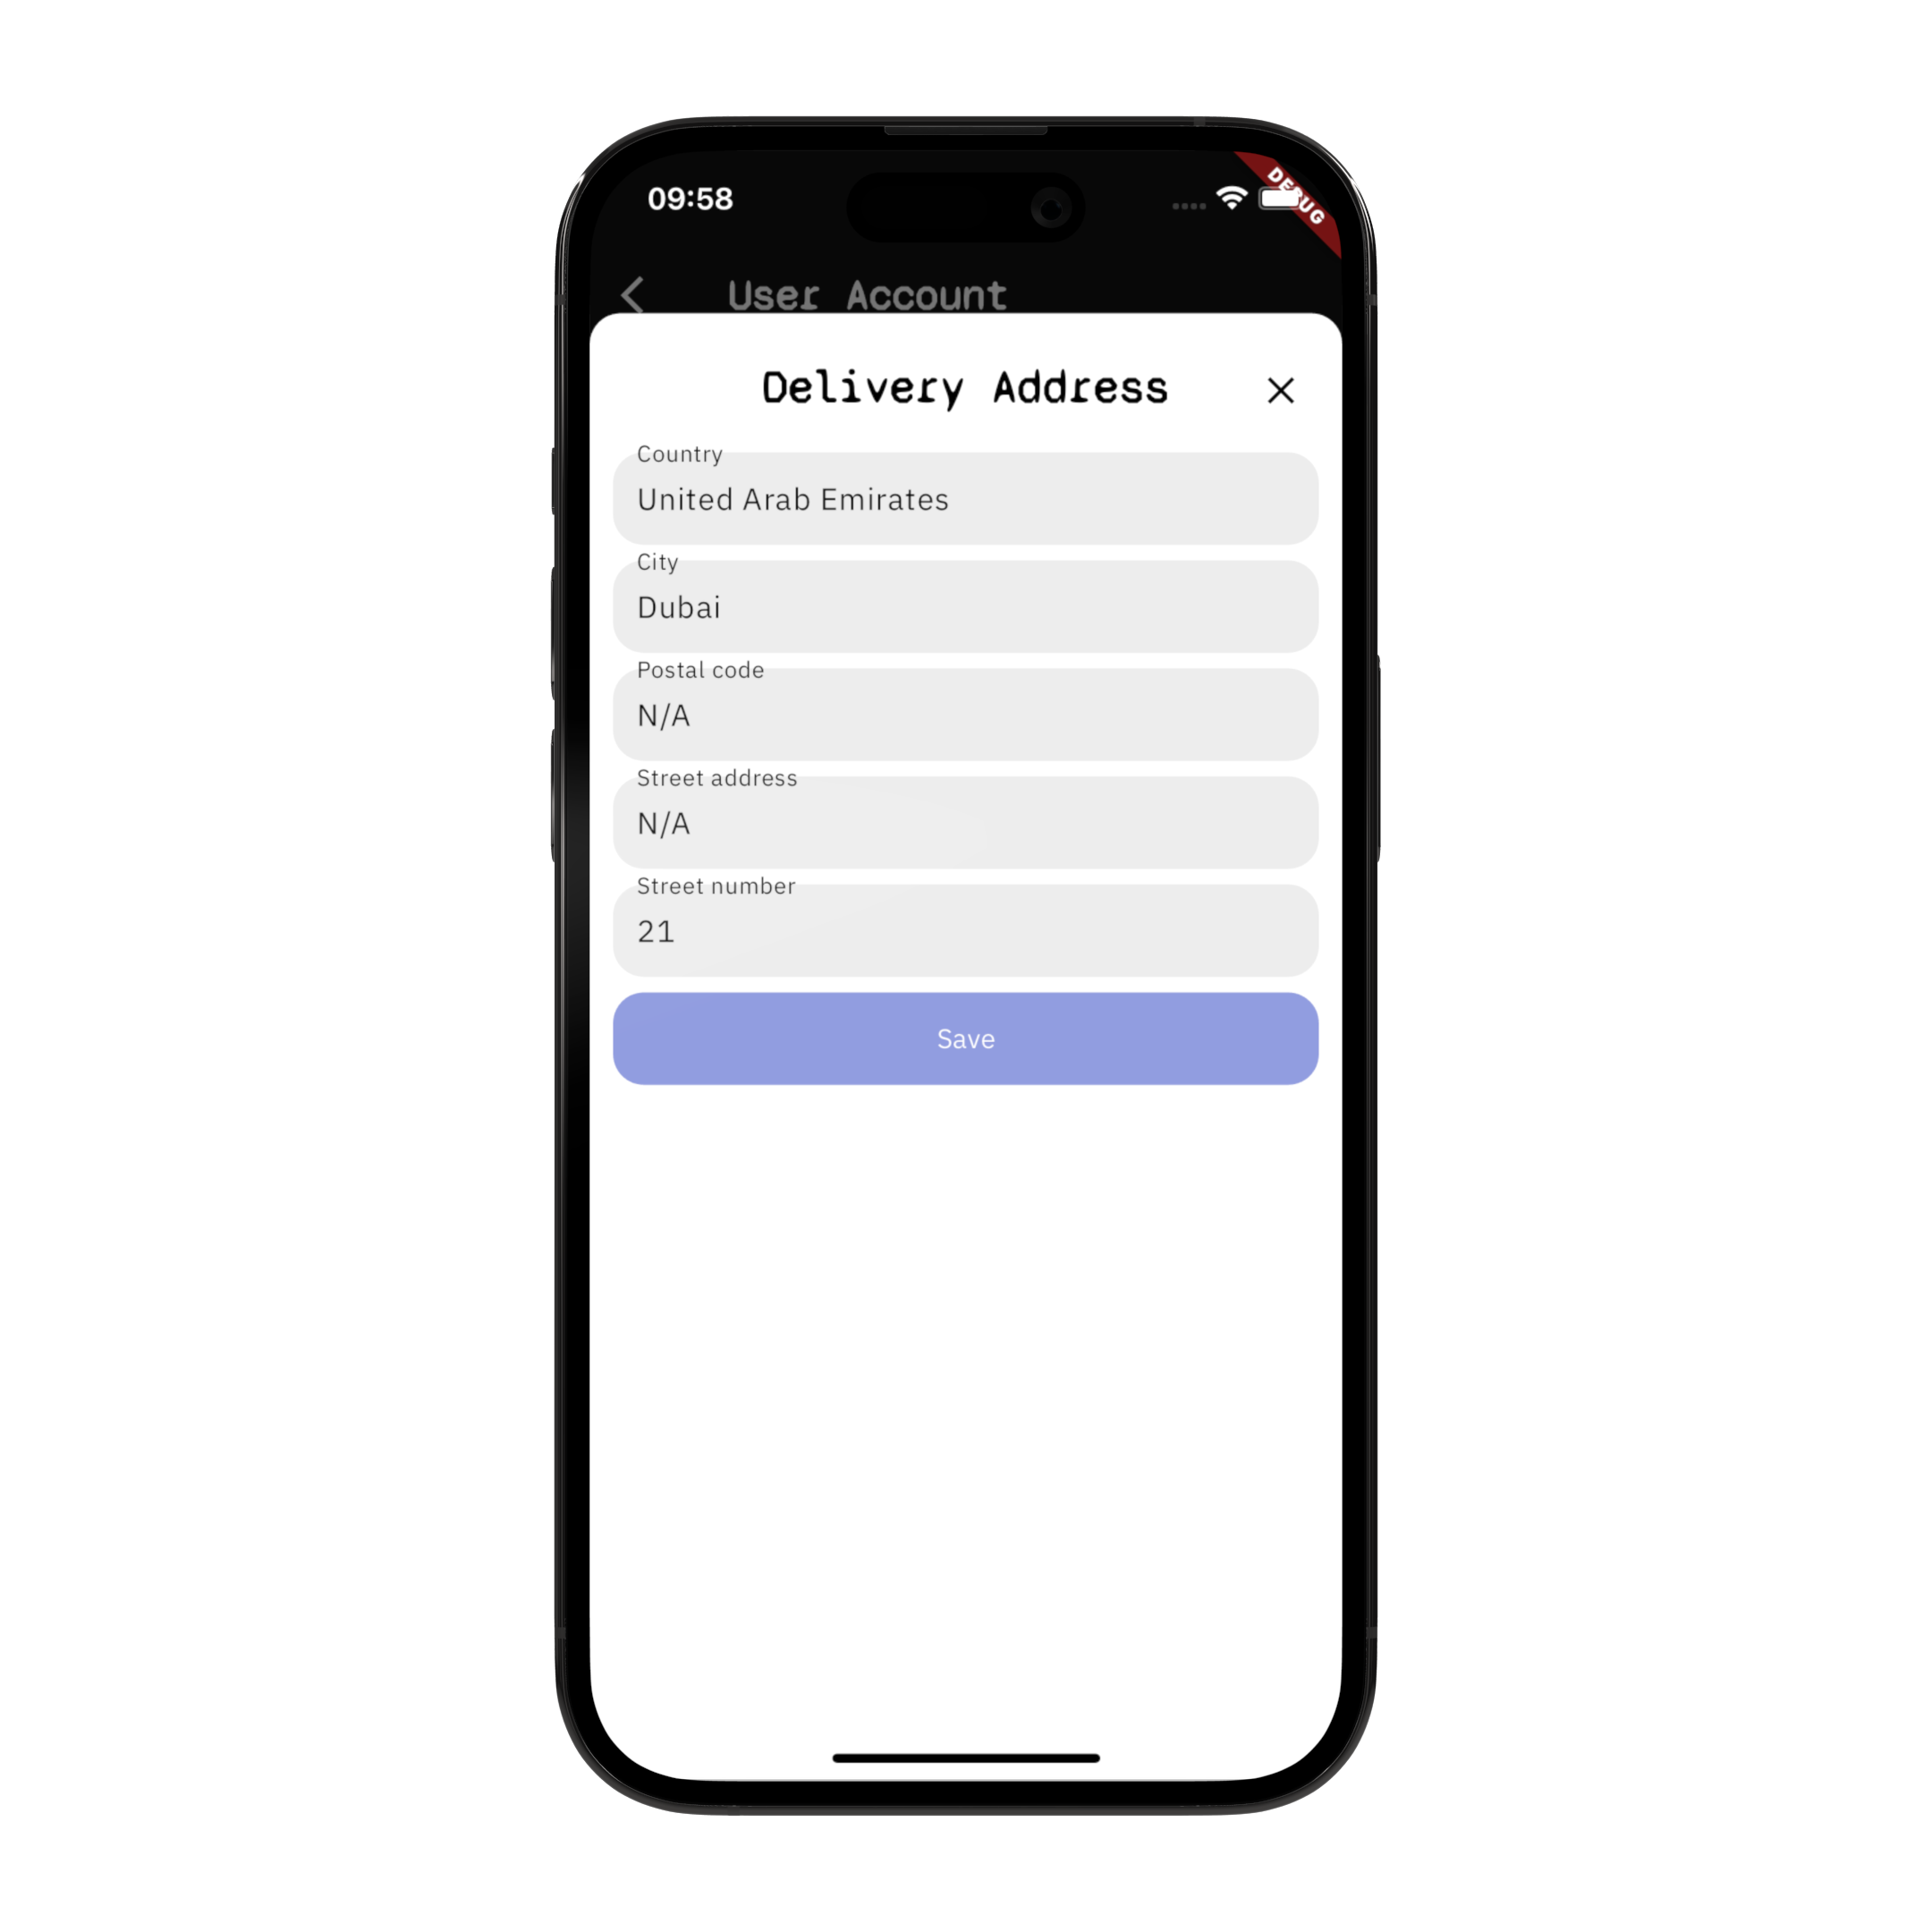 09:58
DEBUG
User Account
Delivery Address
Country
United Arab Emirates
City
Dubai
Postal code
N/A
Street address
N/A
Street number
21
Save